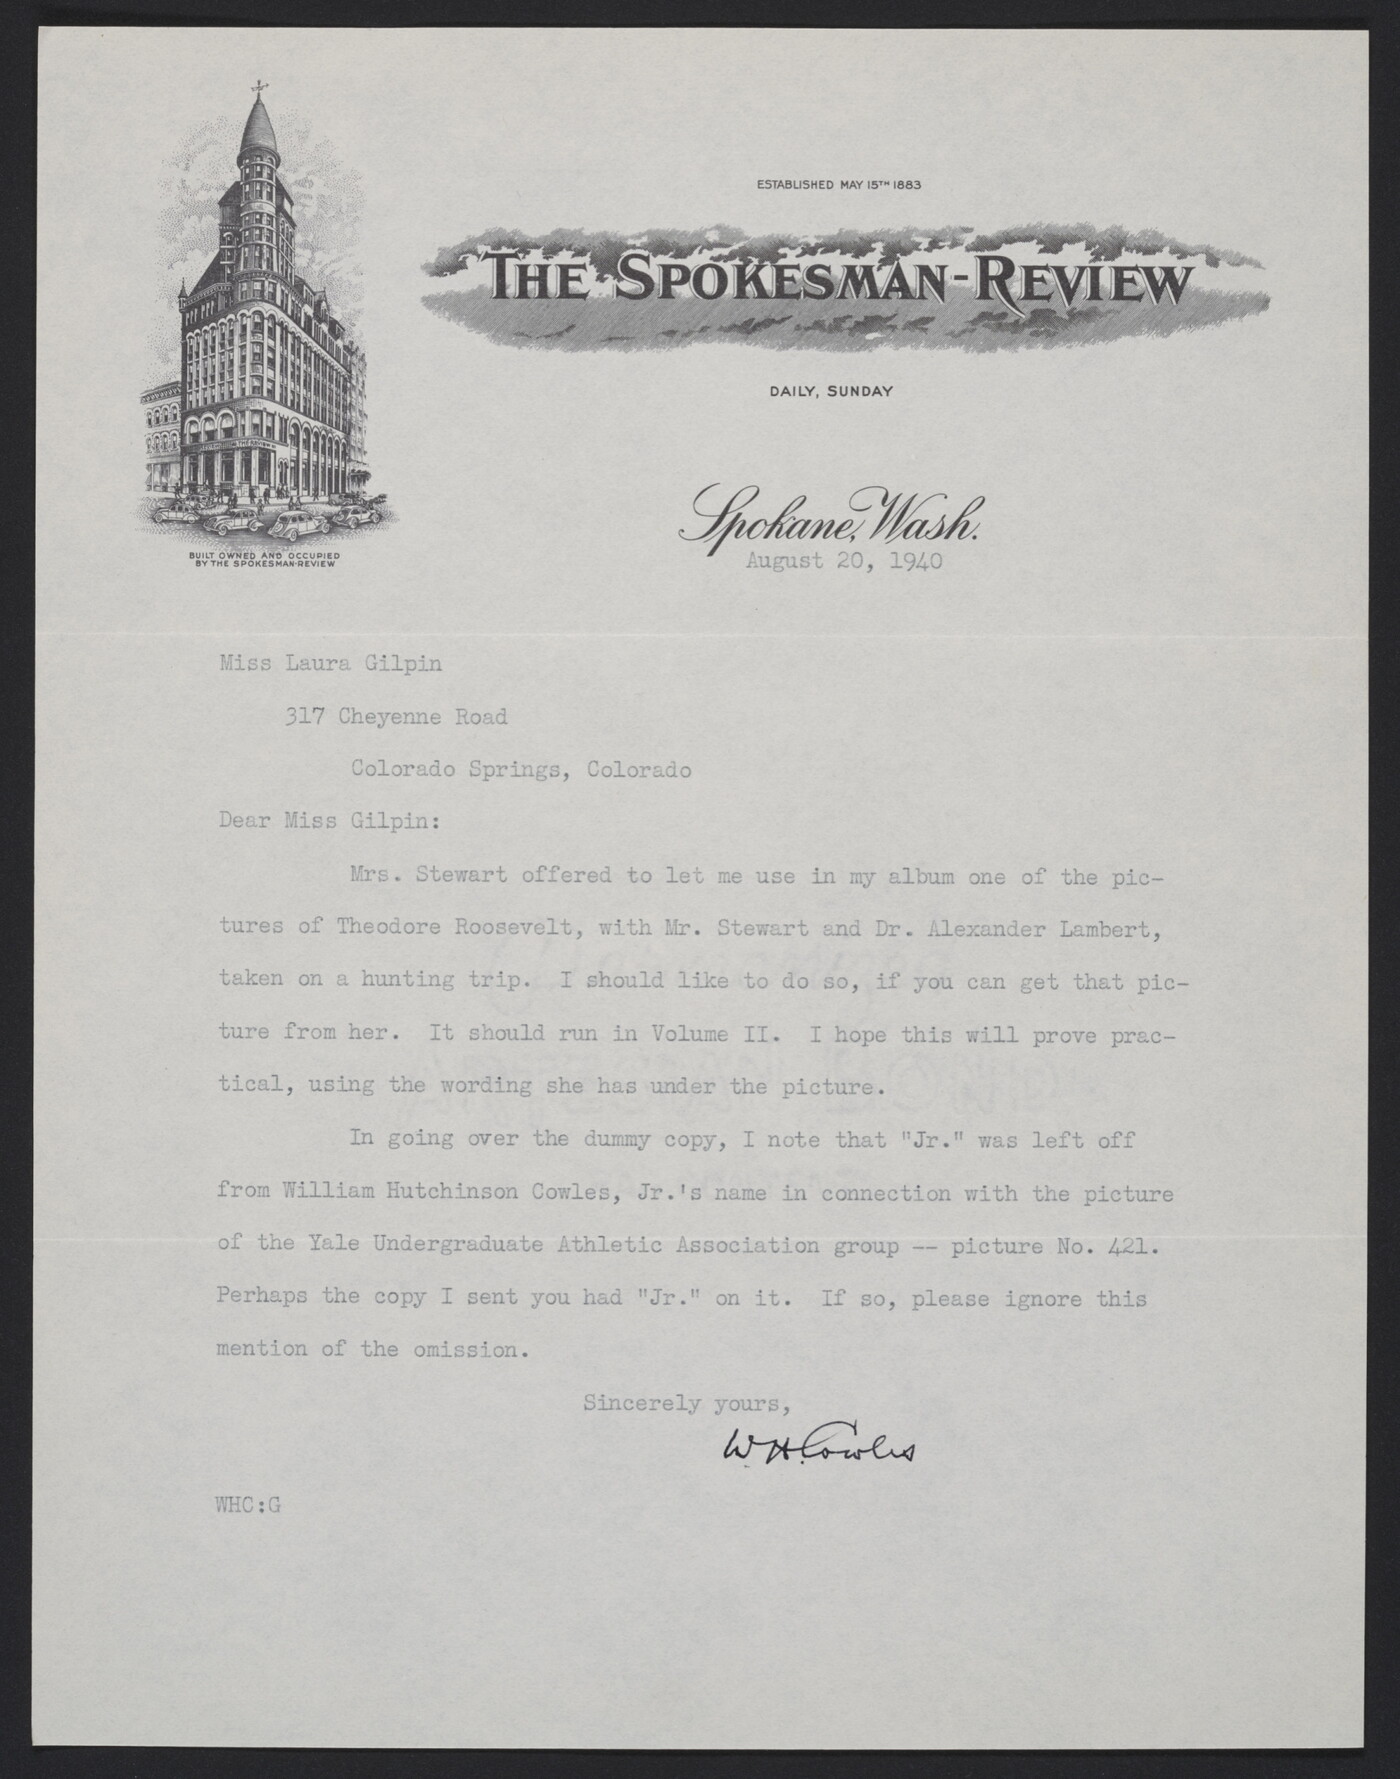 ESTABLISHED MAY 15TH 1883
THE SPOKESMAN-REVIEW
DAILY, SUNDAY
Spokane, Wash.
BUILT OWNED AND OCCUPIED
BY THE SPOKESMAN-REVIEW
August 20, 1940
Miss Laura Gilpin
317 Cheyenne Road
Colorado Springs, Colorado
Dear Miss Gilpin:
Mrs. Stewart offered to let me use in my album one of the pic-
tures of Theodore Roosevelt, with Mr. Stewart and Dr. Alexander Lambert,
taken on a hunting trip. I should like to do so, if you can get that pic-
ture from her. It should run in Volume II. I hope this will prove prac-
tical, using the wording she has under the picture.
In going over the dummy copy, I note that "Jr." was left off
from William Hutchinson Cowles, Jr.'s name in connection with the picture
of the Yale Undergraduate Athletic Association group -- picture No. 421.
Perhaps the copy I sent you had "Jr." on it. If so, please ignore this
mention of the omission.
Sincerely yours,
W. H. Cowles
WHC:G